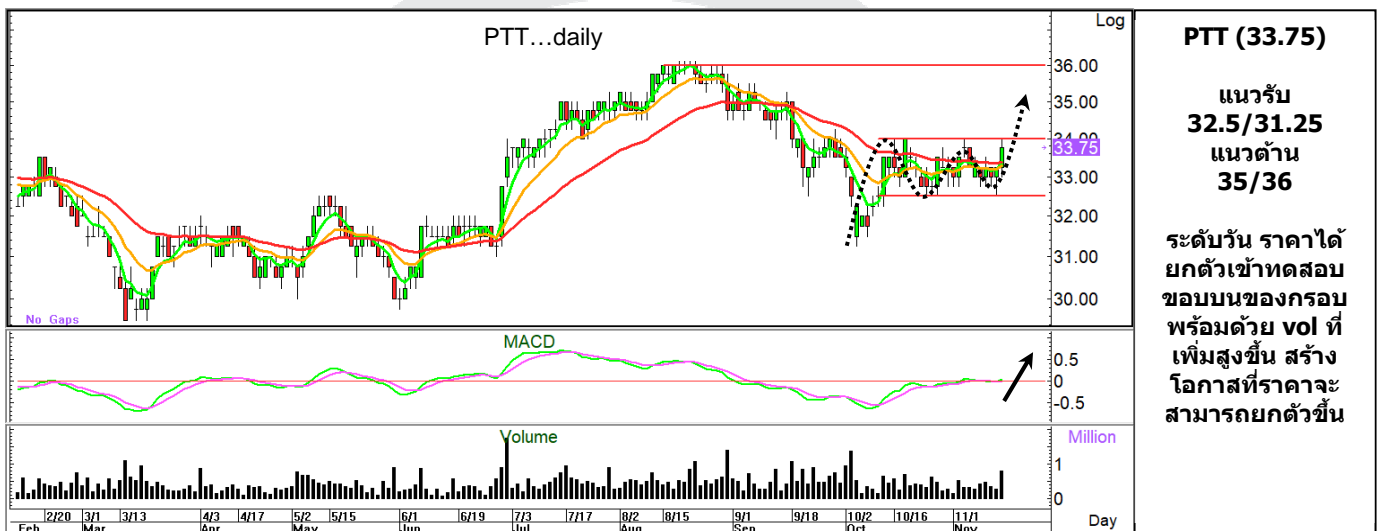 PTT...daily
Log
36.00
35.00
34.00
33.75
33.00
32.00
31.00
30.00
No Gaps
MACD
0.5
0
-0.5
Volume
Million
1
0
2/20 3/1 3/13 4/3 4/17 5/2 5/15 6/1 6/19 7/3 7/17 8/2 8/15 9/1 9/18 10/2 10/16 11/1
Feb Mar Apr May Jun Jul Aug Sep Oct Nov
Day
PTT (33.75)
แนวรับ
32.5/31.25
แนวต้าน
35/36
ระดับวัน ราคาได้
ยกตัวเข้าทดสอบ
ขอบบนของกรอบ
พร้อมด้วย vol ที่
เพิ่มสูงขึ้น สร้าง
โอกาสที่ราคาจะ
สามารถยกตัวขึ้น